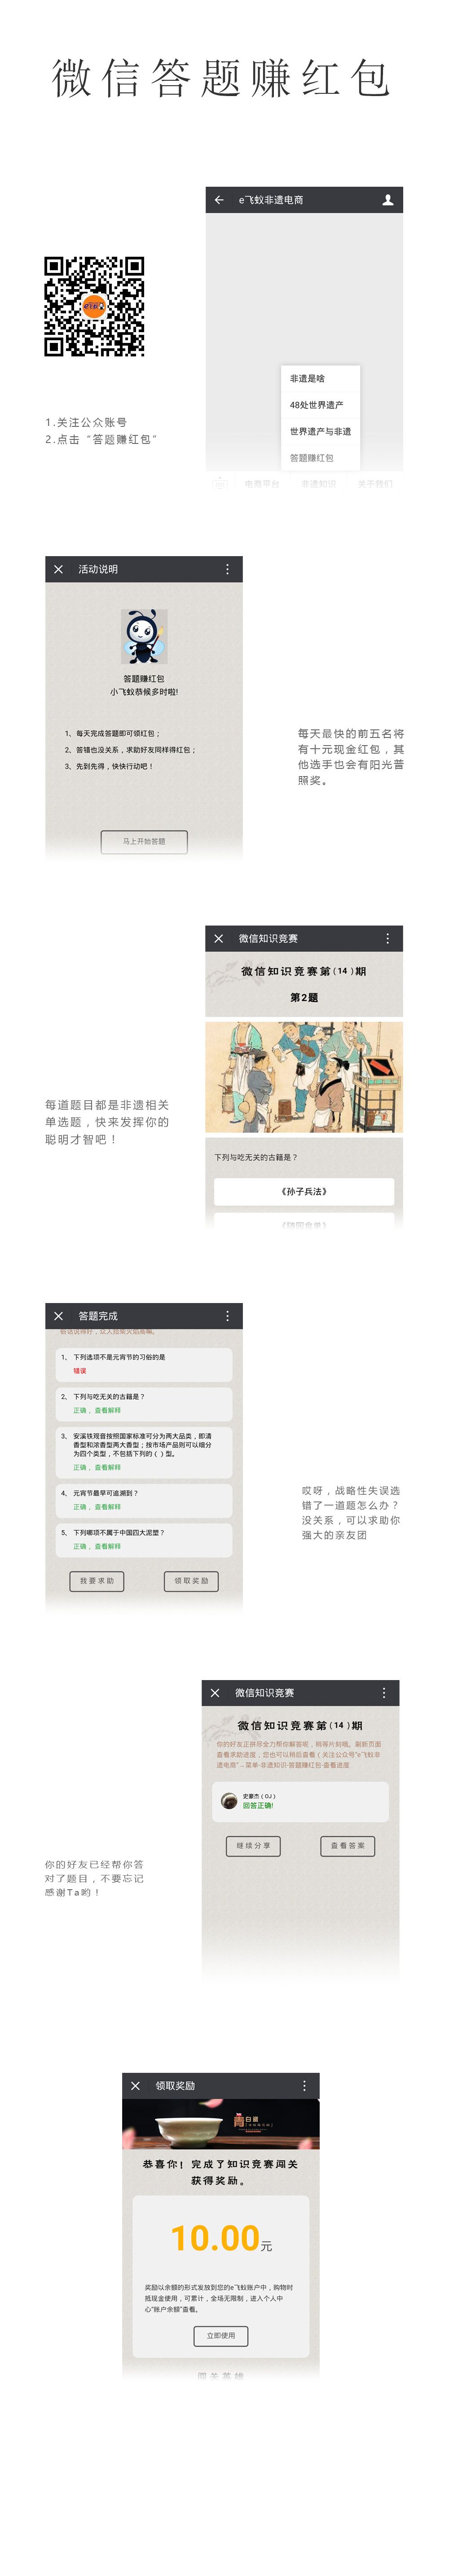 微信答题赚红包
e飞蚁非遗电商
非遗是啥
48处世界遗产
世界遗产与非遗
答题赚红包
电商平台
非遗知识
关于我们
1.关注公众账号
2.点击“答题赚红包”
活动说明
答题赚红包
小飞蚁恭候多时啦!
1、每天完成答题即可领红包；
2、答错也没关系，求助好友同样得红包；
3、先到先得，快快行动吧！
马上开始答题
每天最快的前五名将
有十元现金红包，其
他选手也会有阳光普
照奖。
微信知识竞赛
微信知识竞赛第（14）期
第2题
下列与吃无关的古籍是？
《孙子兵法》
《随园食单》
每道题目都是非遗相关
单选题，快来发挥你的
聪明才智吧！
答题完成
俗话说得好，众人拾柴火焰高嘛。
1、 下列选项不是元宵节的习俗的是
错误
2、 下列与吃无关的古籍是？
正确，查看解释
3、 安溪铁观音按照国家标准可分为两大品类，即清
香型和浓香型两大香型；按市场产品则可以细分
为四个类型，不包括下列的（ ）型。
正确，查看解释
4、 元宵节最早可追溯到？
正确，查看解释
5、 下列哪项不属于中国四大泥塑？
正确，查看解释
我要求助
领取奖励
哎呀，战略性失误选
错了一道题怎么办？
没关系，可以求助你
强大的亲友团
微信知识竞赛
微信知识竞赛第（14）期
你的好友正拼尽全力帮你解答呢，稍等片刻哦。刷新页面
查看求助进度，您也可以稍后查看（关注公众号“e飞蚁非
遗电商”→菜单-非遗知识-答题赚红包-查看进度
史豪杰（OJ）
回答正确!
继续分享
查看答案
你的好友已经帮你答
对了题目，不要忘记
感谢Ta哟！
领取奖励
青白瓷
恭喜你！完成了知识竞赛闯关
获得奖励。
10.00元
奖励以余额的形式发放到您的e飞蚁账户中，购物时
抵现金使用，可累计，全场无限制，进入个人中
心“账户余额”查看。
立即使用
闯关英雄